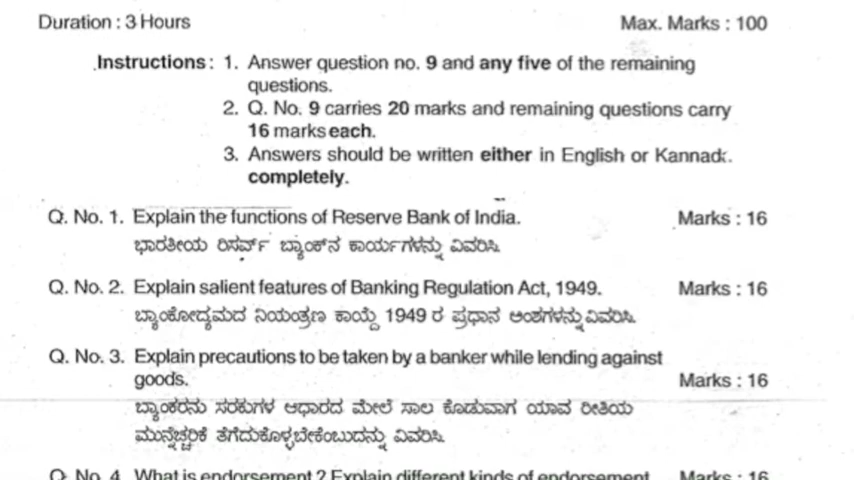 Duration : 3 Hours Max. Marks : 100
Instructions : 1. Answer question no. 9 and any five of the remaining
questions.
2. Q. No. 9 carries 20 marks and remaining questions carry
16 marks each.
3. Answers should be written either in English or Kannada
completely.
Q. No. 1. Explain the functions of Reserve Bank of India. Marks : 16
ಭಾರತೀಯ ರಿಸರ್ವ್ ಬ್ಯಾಂಕ್‌ನ ಕಾರ್ಯಗಳನ್ನು ವಿವರಿಸಿ.
Q. No. 2. Explain salient features of Banking Regulation Act, 1949. Marks : 16
ಬ್ಯಾಂಕೋದ್ಯಮದ ನಿಯಂತ್ರಣ ಕಾಯ್ದೆ 1949 ರ ಪ್ರಧಾನ ಅಂಶಗಳನ್ನು ವಿವರಿಸಿ.
Q. No. 3. Explain precautions to be taken by a banker while lending against
goods. Marks : 16
ಬ್ಯಾಂಕರನು ಸರಕುಗಳ ಆಧಾರದ ಮೇಲೆ ಸಾಲ ಕೊಡುವಾಗ ಯಾವ ರೀತಿಯ
ಮುನ್ನೆಚ್ಚರಿಕೆ ತೆಗೆದುಕೊಳ್ಳಬೇಕೆಂಬುದನ್ನು ವಿವರಿಸಿ.
Q. No. 4. What is endorsement ? Explain different kinds of endorsement. Marks : 16